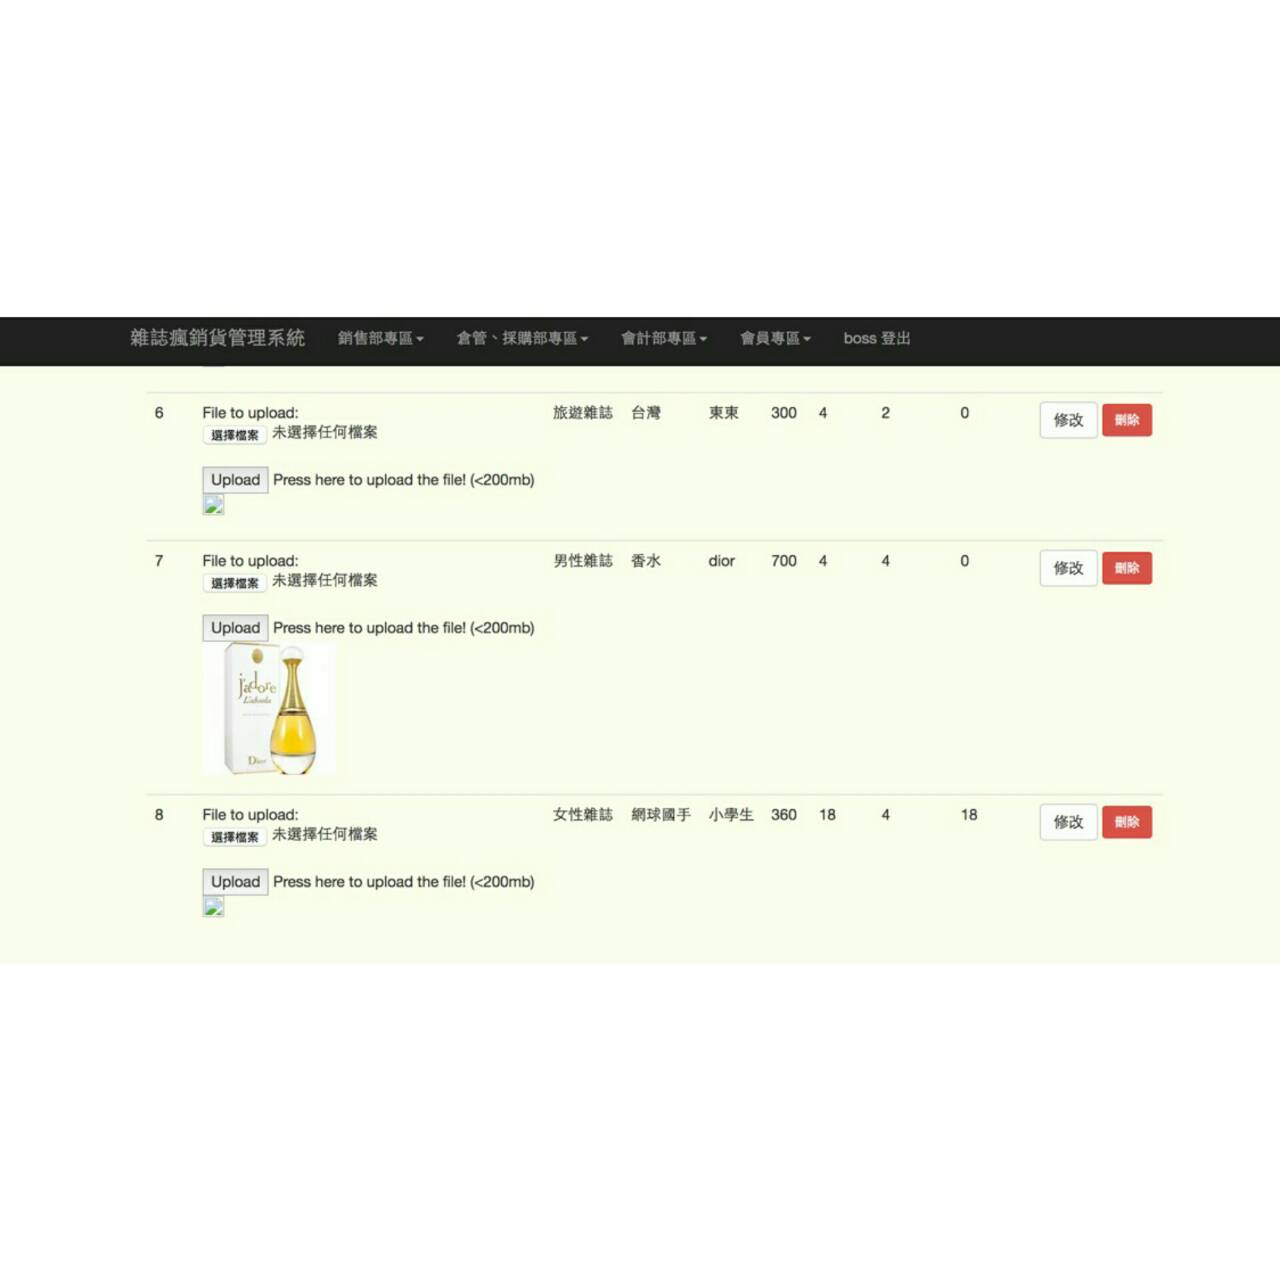 雜誌瘋銷貨管理系統 銷售部專區 倉管、採購部專區 會計部專區 會員專區 boss 登出
6 File to upload: 旅遊雜誌 台灣 東東 300 4 2 0 修改 刪除
選擇檔案 未選擇任何檔案
Upload Press here to upload the file! (<200mb)
7 File to upload: 男性雜誌 香水 dior 700 4 4 0 修改 刪除
選擇檔案 未選擇任何檔案
Upload Press here to upload the file! (<200mb)
j'adore
L'absolu
Dior
8 File to upload: 女性雜誌 網球國手 小學生 360 18 4 18 修改 刪除
選擇檔案 未選擇任何檔案
Upload Press here to upload the file! (<200mb)